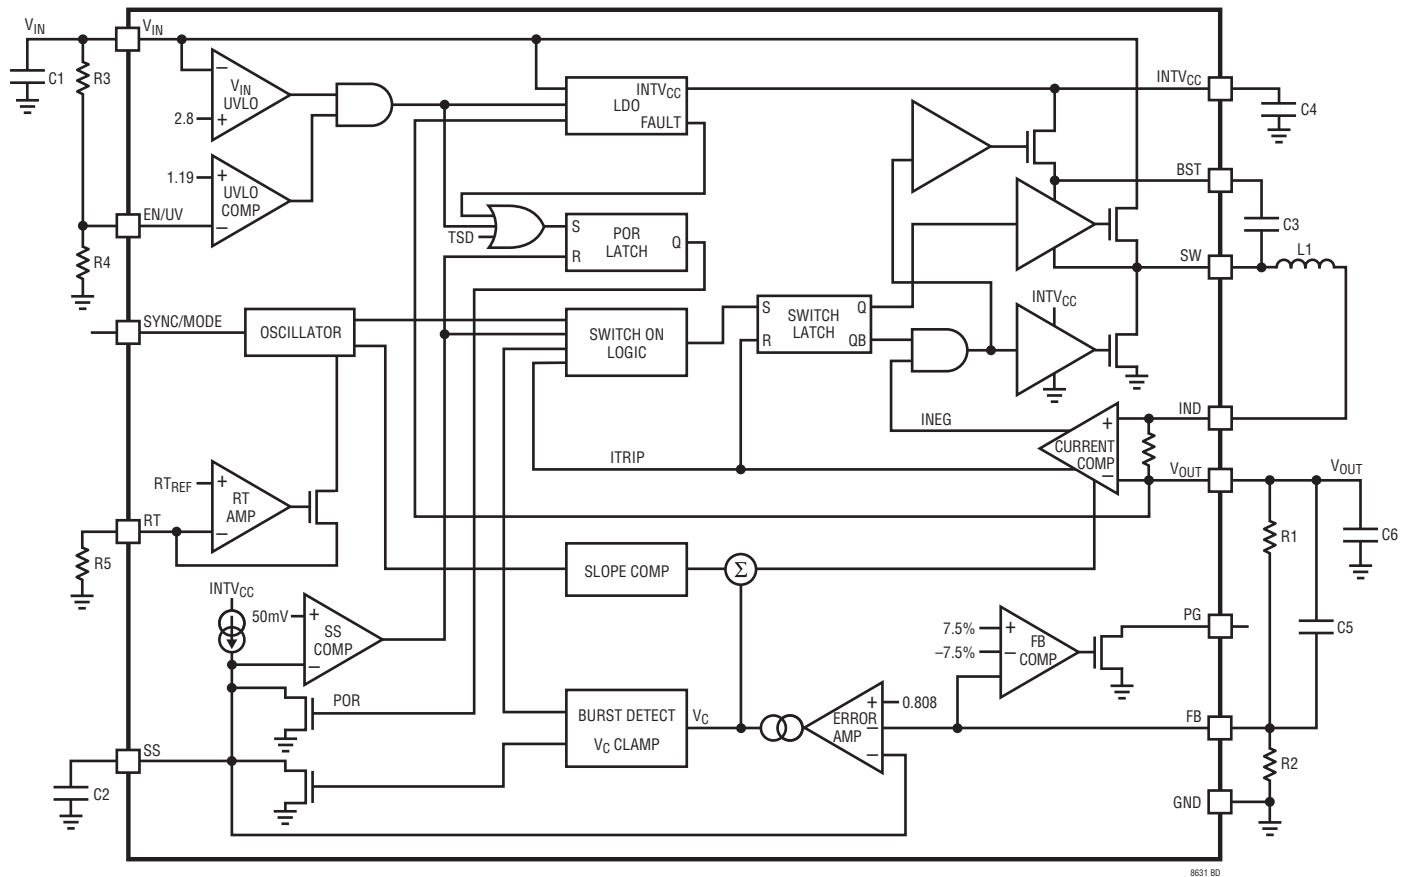 VIN
VIN
C1
R3
VIN
UVLO
–
+
2.8
INTVCC
LDO
FAULT
INTVCC
C4
1.19
+
–
UVLO
COMP
EN/UV
R4
TSD
S
R
Q
POR
LATCH
BST
C3
SW
L1
SYNC/MODE
OSCILLATOR
SWITCH ON
LOGIC
S
R
Q
QB
SWITCH
LATCH
INTVCC
INEG
ITRIP
IND
+
–
CURRENT
COMP
VOUT
VOUT
RTREF
+
–
RT
AMP
RT
R5
R1
C6
SLOPE COMP
Σ
INTVCC
50mV
+
–
SS
COMP
7.5%
–7.5%
+
–
FB
COMP
PG
C5
POR
BURST DETECT
VC CLAMP
VC
+
–
–
ERROR
AMP
0.808
FB
SS
C2
R2
GND
8631 BD